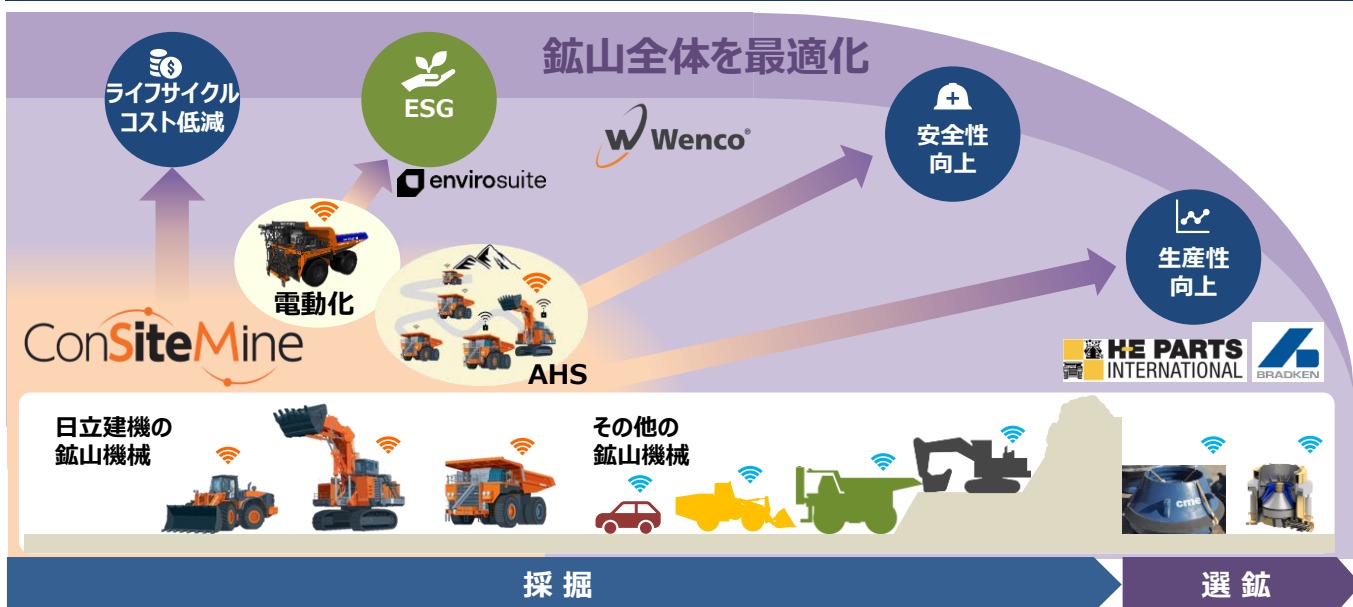 鉱山全体を最適化
ライフサイクル
コスト低減
ESG
envirosuite
Wenco®
安全性
向上
生産性
向上
電動化
AHS
ConSiteMine
H-E PARTS
INTERNATIONAL
BRADKEN
日立建機の
鉱山機械
その他の
鉱山機械
cme
採掘
選鉱